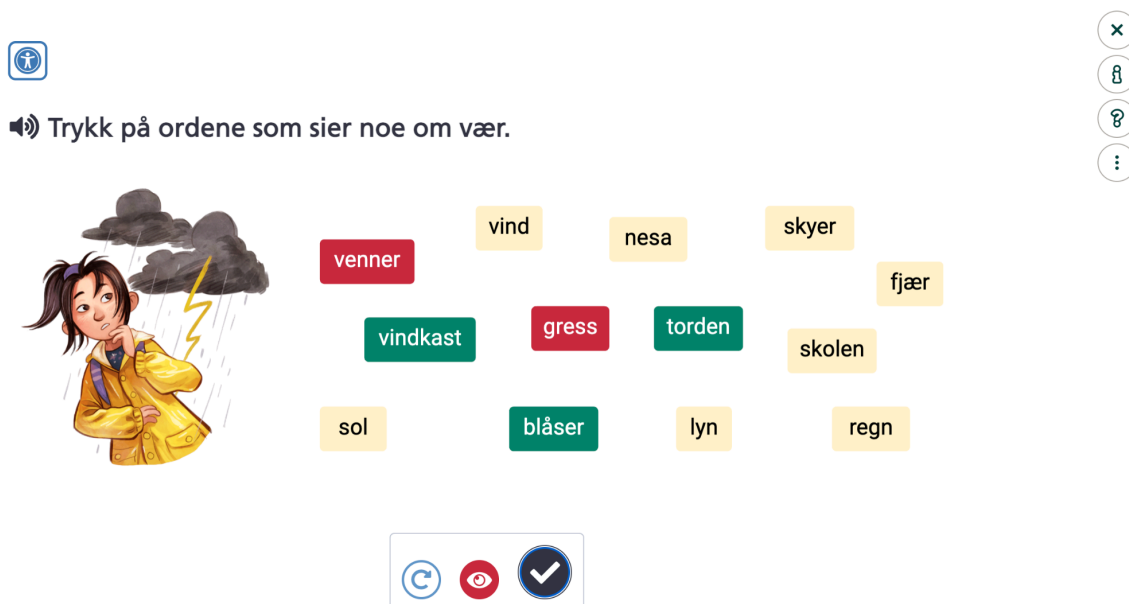 Trykk på ordene som sier noe om vær.
vind
nesa
skyer
venner
fjær
vindkast
gress
torden
skolen
sol
blåser
lyn
regn